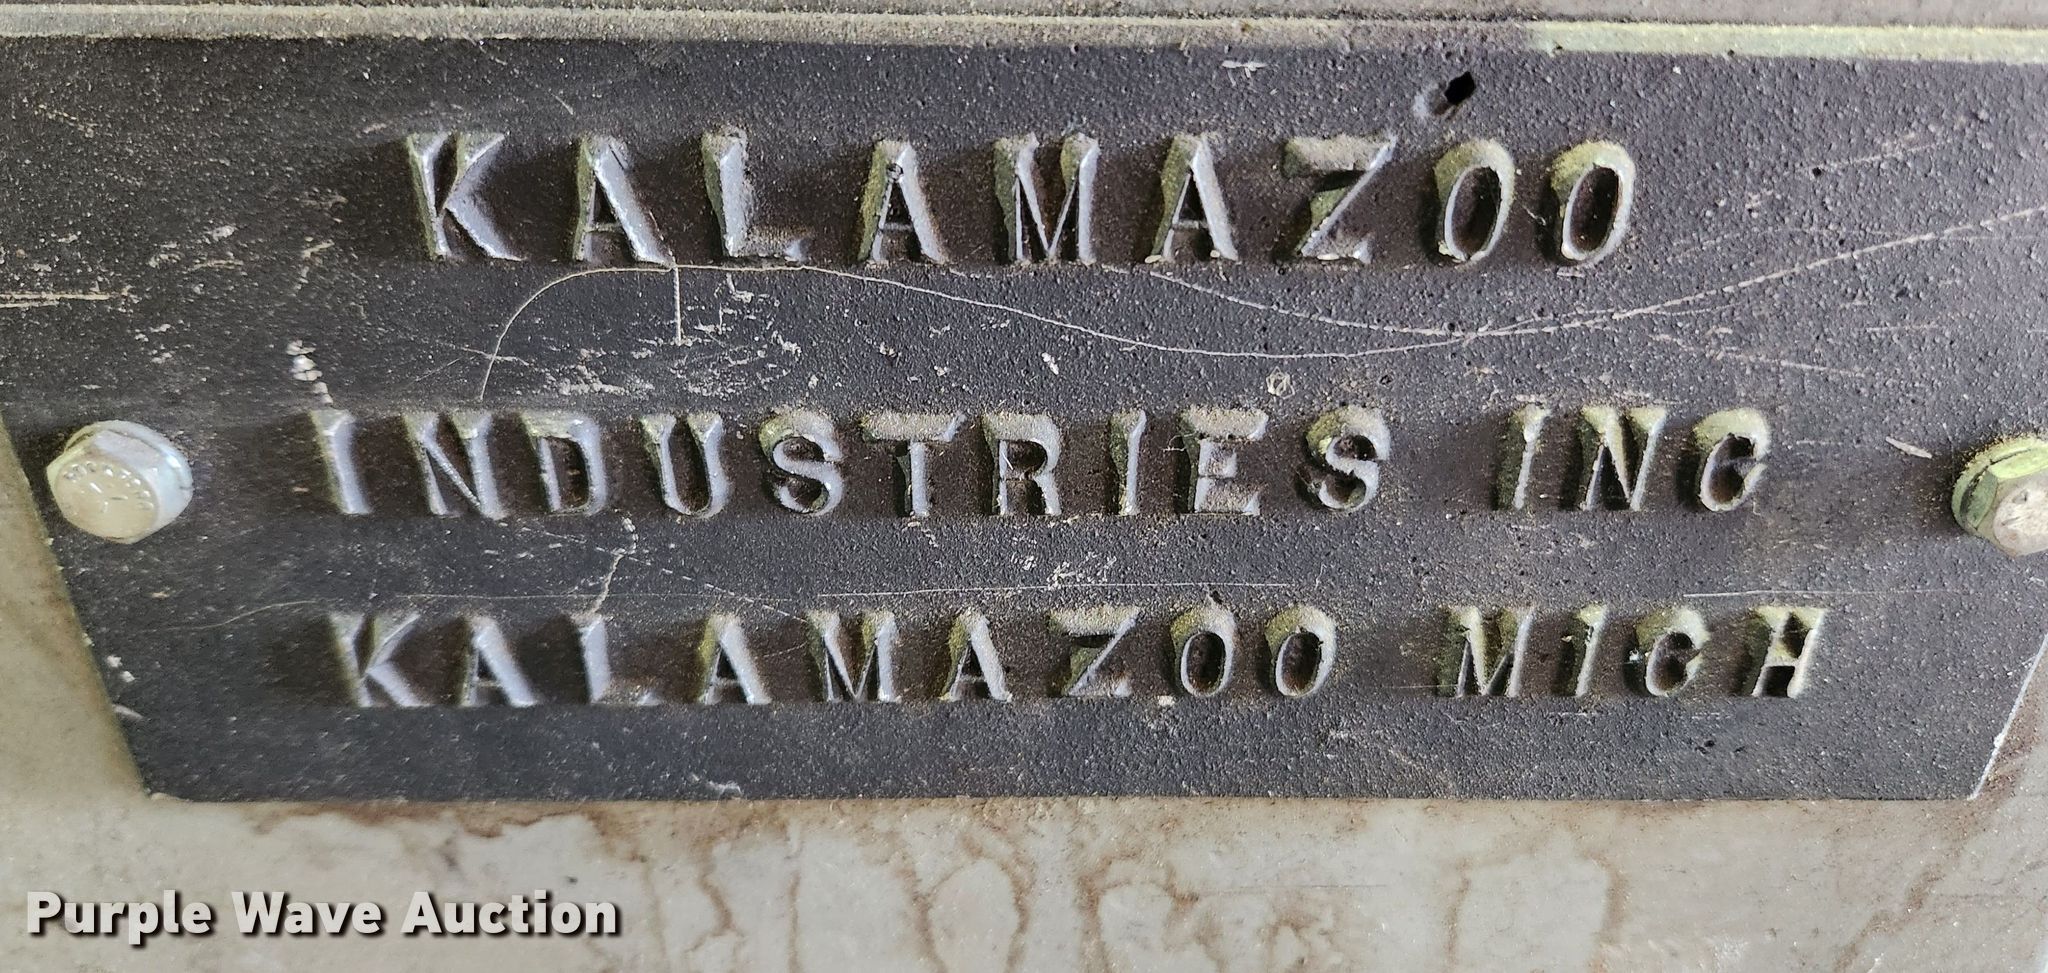 KALAMAZOO
INDUSTRIES INC
KALAMAZOO MICH
Purple Wave Auction